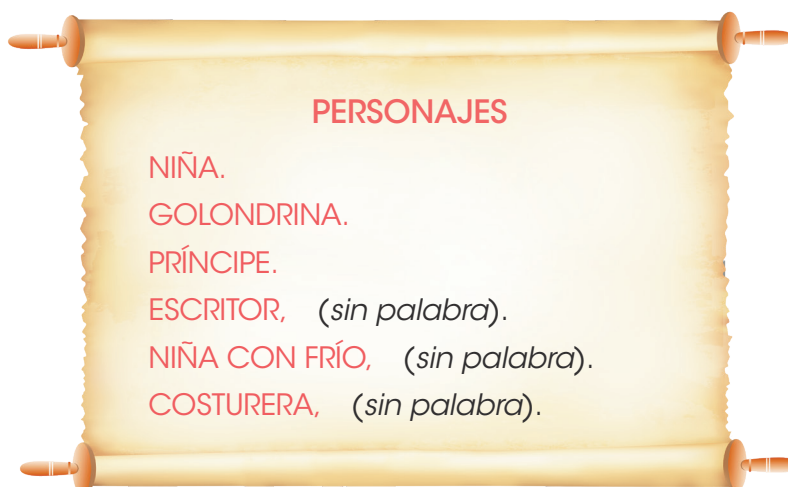 PERSONAJES
NIÑA.
GOLONDRINA.
PRÍNCIPE.
ESCRITOR, (sin palabra).
NIÑA CON FRÍO, (sin palabra).
COSTURERA, (sin palabra).